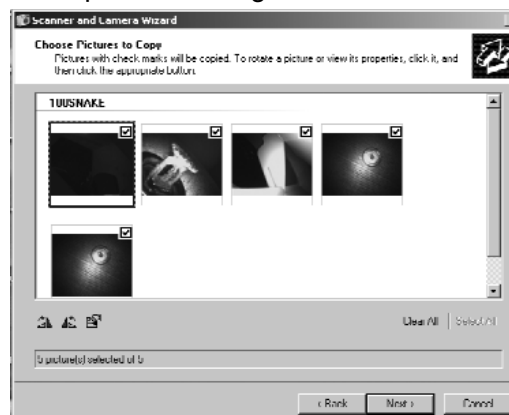 Scanner and Camera Wizard
Choose Pictures to Copy
Pictures with check marks will be copied. To rotate a picture or view its properties, click it, and
then click the appropriate button.
100SNAKE
Clear All
Select All
5 picture(s) selected of 5
< Back
Next >
Cancel